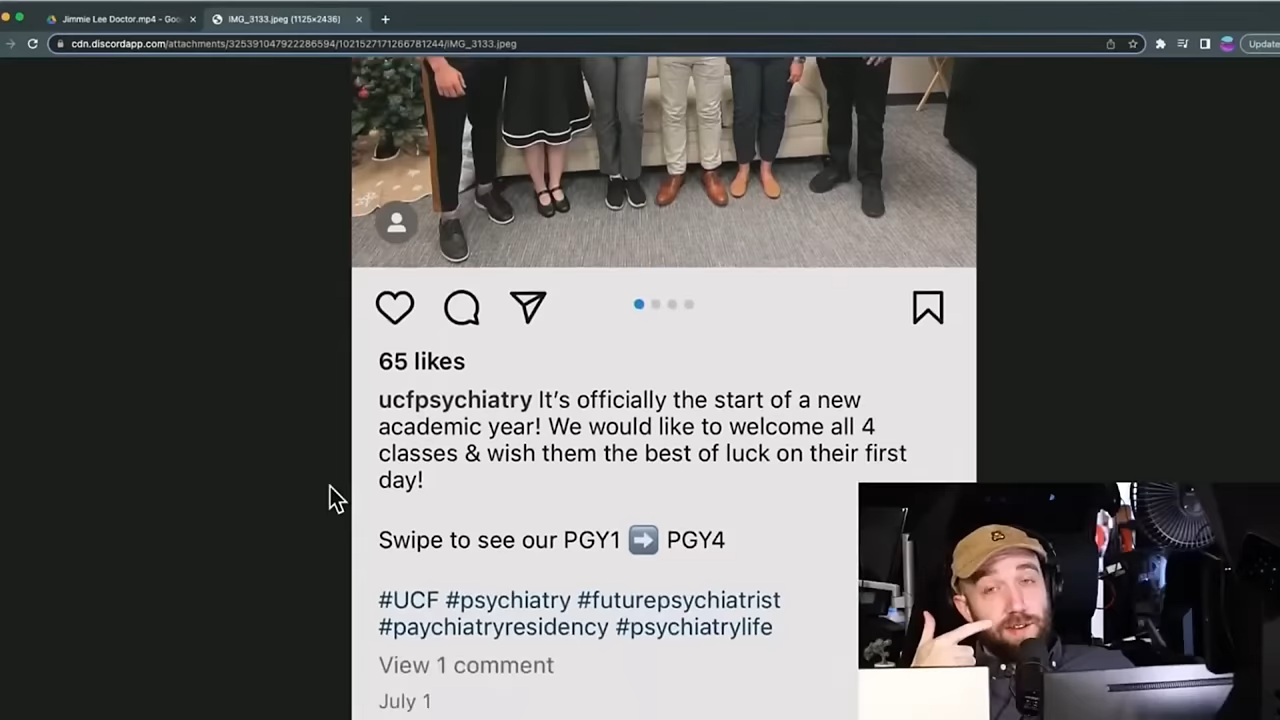 Jimmie Lee Doctor.mp4 - Goo
IMG_3133.jpeg (1125×2436)
cdn.discordapp.com/attachments/325391047922286594/1021527171266781244/IMG_3133.jpeg
Update
65 likes
ucfpsychiatry It’s officially the start of a new
academic year! We would like to welcome all 4
classes & wish them the best of luck on their first
day!
Swipe to see our PGY1 ➡️ PGY4
#UCF #psychiatry #futurepsychiatrist
#paychiatryresidency #psychiatrylife
View 1 comment
July 1